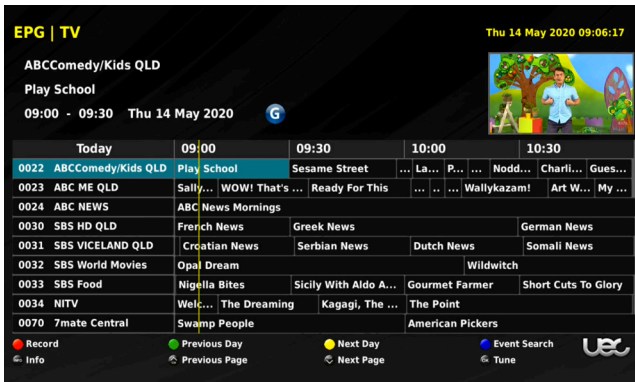 EPG | TV
Thu 14 May 2020 09:06:17
ABCComedy/Kids QLD
Play School
09:00 - 09:30 Thu 14 May 2020 G
Today 09:00 09:30 10:00 10:30
0022 ABCComedy/Kids QLD Play School Sesame Street ... La... P... ... Nodd... Charli... Gues...
0023 ABC ME QLD Sally... WOW! That's ... Ready For This ... .. ... Wallykazam! Art W... My ...
0024 ABC NEWS ABC News Mornings
0030 SBS HD QLD French News Greek News German News
0031 SBS VICELAND QLD Croatian News Serbian News Dutch News Somali News
0032 SBS World Movies Opal Dream Wildwitch
0033 SBS Food Nigella Bites Sicily With Aldo A... Gourmet Farmer Short Cuts To Glory
0034 NITV Welc... The Dreaming Kagagi, The ... The Point
0070 7mate Central Swamp People American Pickers
Record Previous Day Next Day Event Search
Info Previous Page Next Page Tune
UEC